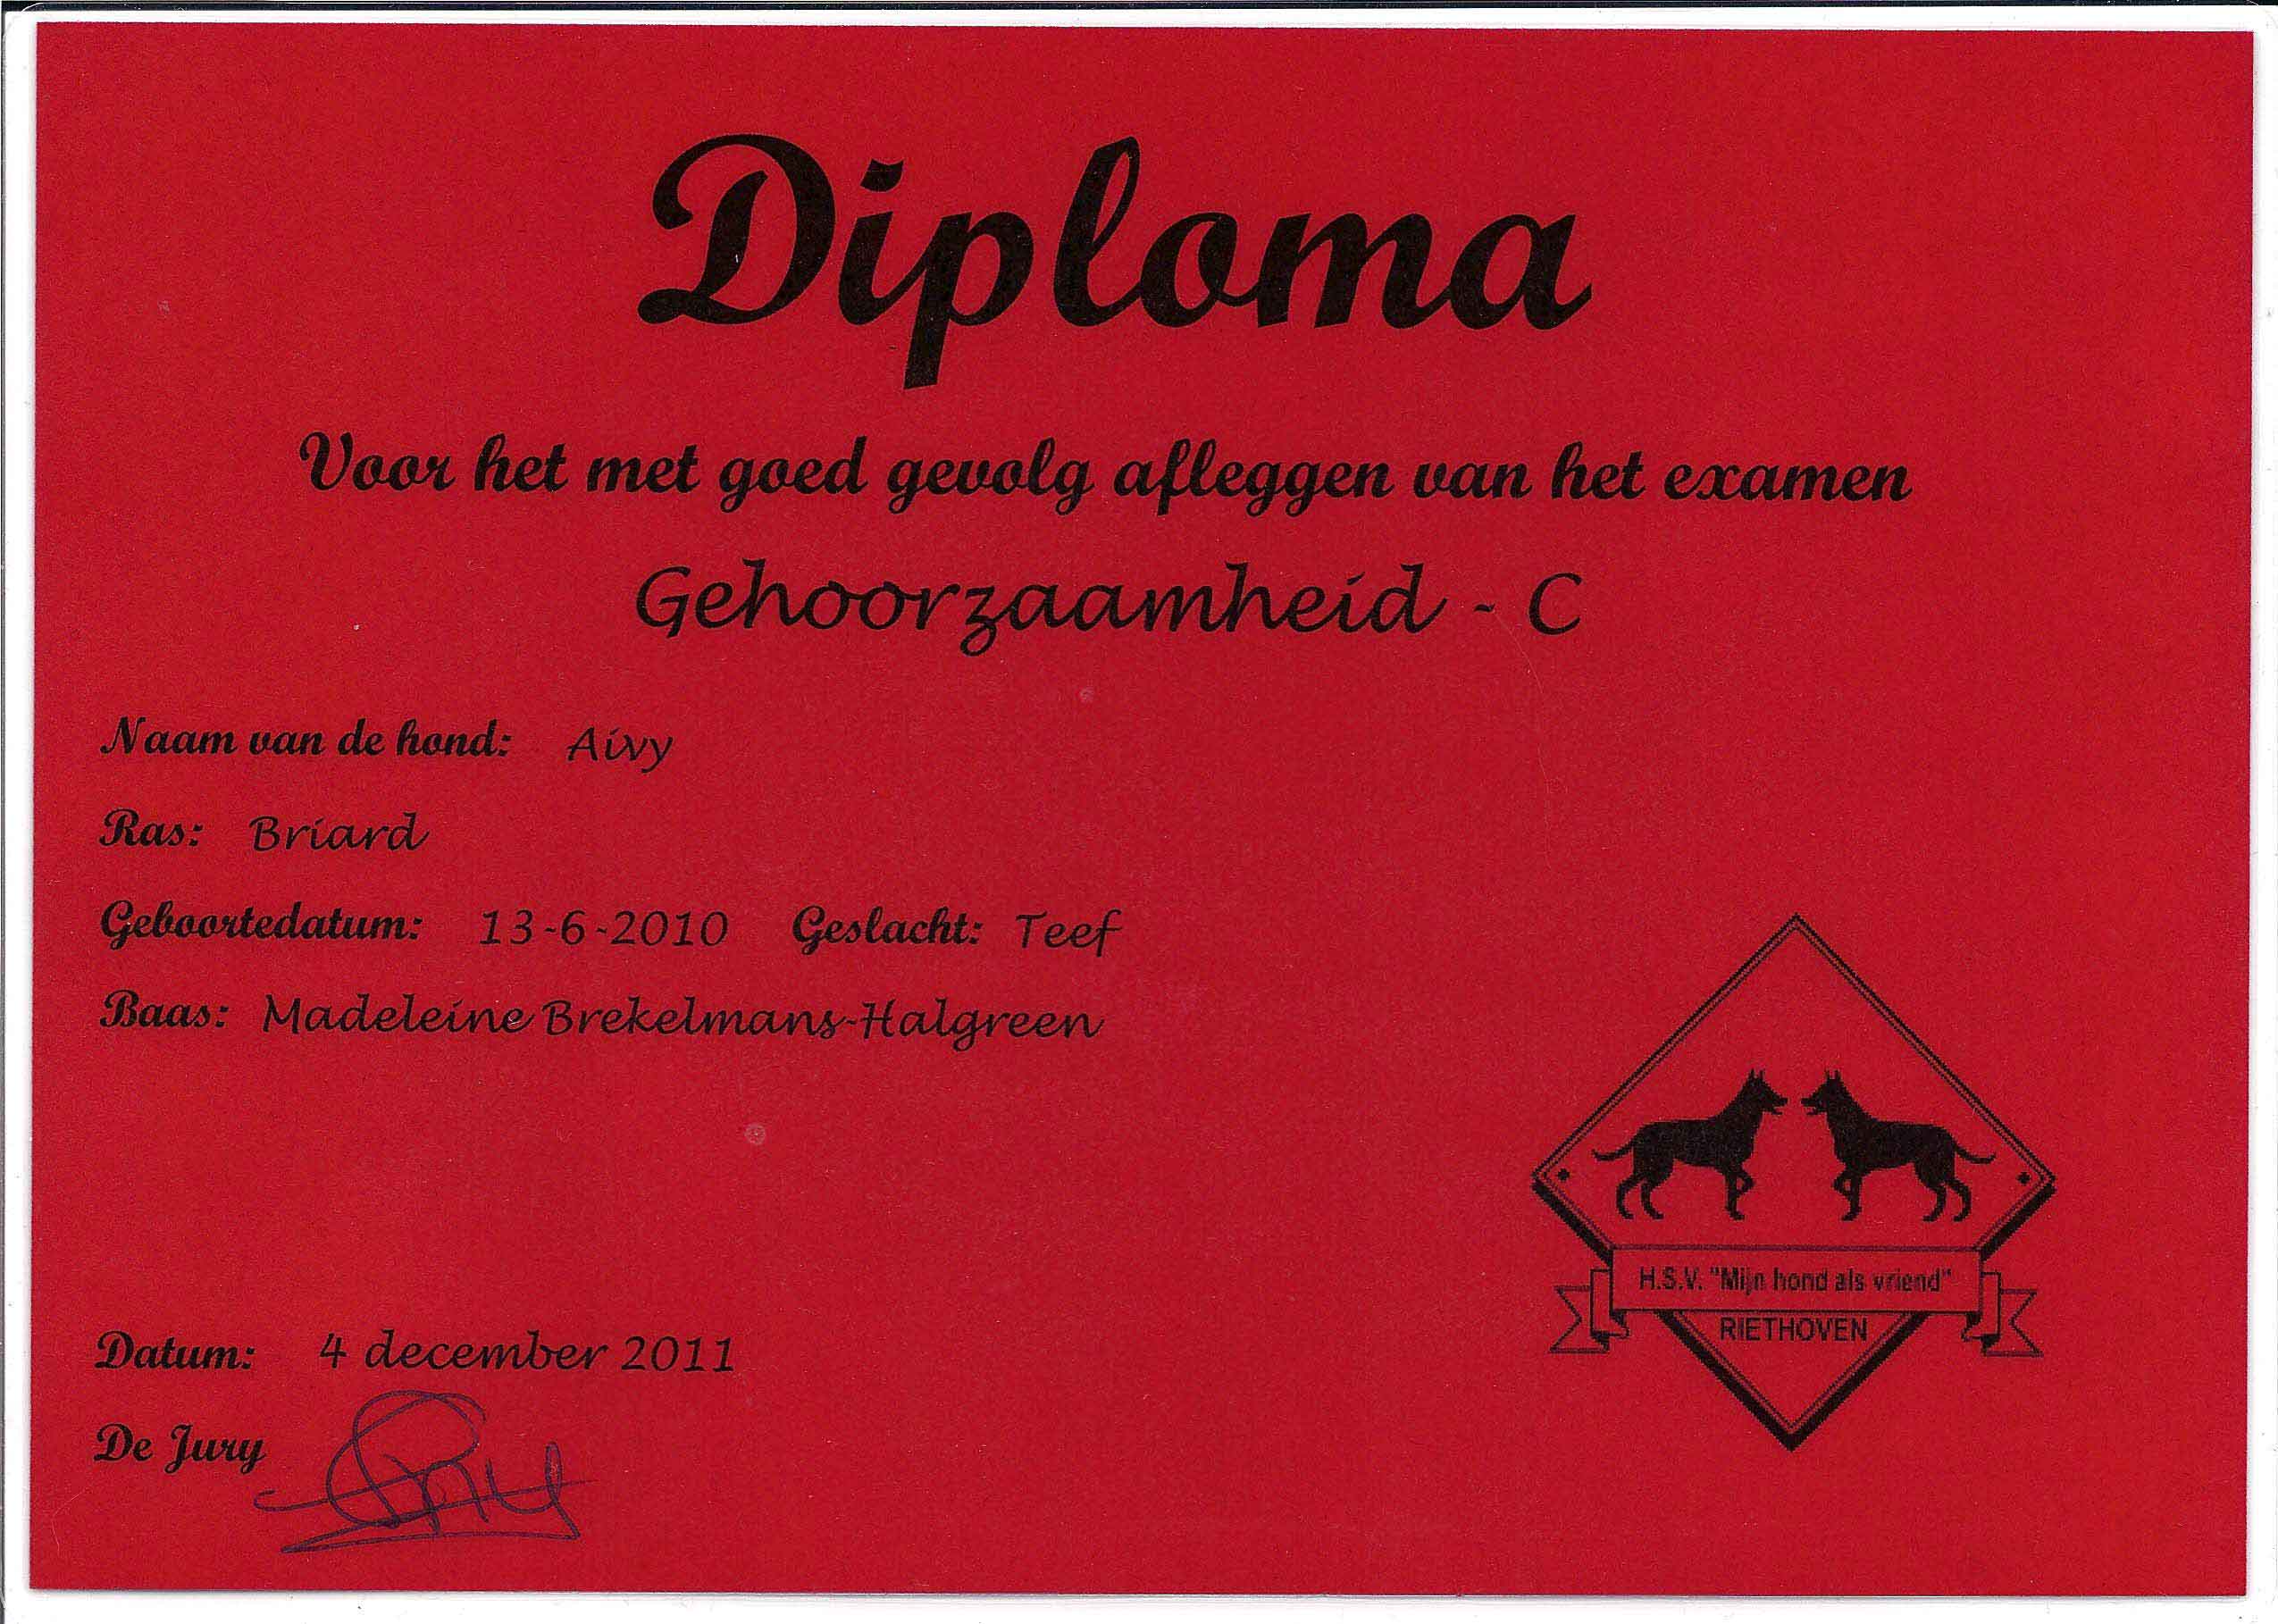 Diploma
Voor het met goed gevolg afleggen van het examen
Gehoorzaamheid - C
Naam van de hond: Aivy
Ras: Briard
Geboortedatum: 13-6-2010 Geslacht: Teef
Baas: Madeleine Brekelmans-Halgreen
H.S.V. "Mijn hond als vriend"
RIETHOVEN
Datum: 4 december 2011
De Jury